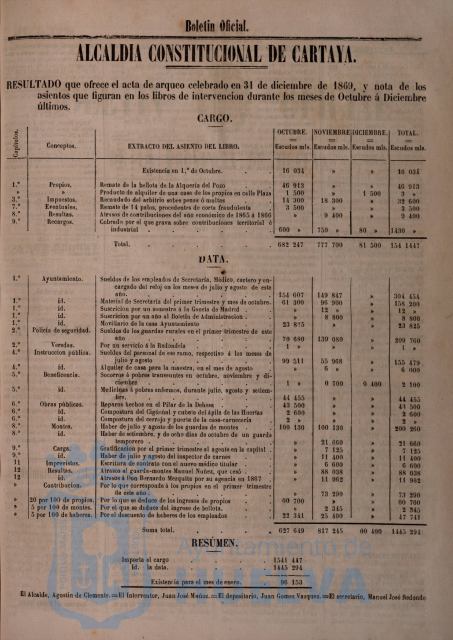 Boletin Oficial.
ALCALDIA CONSTITUCIONAL DE CARTAYA.
RESULTADO que ofrece el acta de arqueo celebrado en 31 de diciembre de 1869, y nota de los
asientos que figuran en los libros de intervencion durante los meses de Octubre á Diciembre
últimos.
CARGO.
Capítulos. Conceptos. EXTRACTO DEL ASIENTO DEL LIBRO. OCTUBRE. NOVIEMBRE DICIEMBRE. TOTAL.
Escudos mls. Escudos mls. Escudos mls. Escudos mls.
Existencia en 1.º de Octubre. 16 034 » » 16 034
1.º Propios. Remate de la bellota de la Alquería del Pozo 46 913 » » 46 913
» » Producto de alquiler de una casa de los propios en calle Plaza 1 500 » 1 500 3 »
3.º Impuestos. Recaudado del arbitrio sobre pesas ó multas 14 300 18 300 » 32 600
7.º Eventuales. Remate de 14 palos, procedentes de corta fraudulenta 3 500 » » 3 500
8.º Resultas. Atrasos de contribuciones del año económico de 1865 á 1866 » 9 400 » 9 400
9.º Recargos. Cobrado por el que grava sobre contribuciones territorial é
industrial 600 » 750 » 80 » 1430 »
Total. 682 247 777 700 81 500 154 1447
DATA.
1.º Ayuntamiento. Sueldos de los empleados de Secretaría, Médico, cartero y en-
cargado del reloj en los meses de julio y agosto de este
año. 154 607 149 847 » 304 454
1.º id. Material de Secretaría del primer trimestre y mes de octubre. 61 300 96 900 » 158 200
1.º id. Suscricion por un semestre á la Gaceta de Madrid » 12 » » 12 »
1.º id. Suscricion por un año al Boletin de Administracion » 8 800 » 8 800
1.º id. Moviliario de la casa Ayuntamiento 23 825 » » 23 825
2.º Policía de seguridad. Sueldos de los guardas rurales en el primer trimestre de este
año 70 680 139 080 » 209 760
2.º Veredas. Por un servicio á la Redondela 1 » » » 1 »
4.º Instruccion pública. Sueldos del personal de ese ramo, respectivo á los meses de
julio y agosto 99 511 55 968 » 155 479
4.º id. Alquiler de casa para la maestra, en el mes de agosto » 6 » » 6 000
5.º Beneficencia. Socorros á pobres transeuntes en octubre, noviembre y di-
ciembre 1 » 0 700 0 400 2 100
5.º id. Medicinas á pobres enfermos, durante julio, agosto y setiem-
bre. 44 455 » » 44 455
6.º Obras públicas. Reparos hechos en el Pilar de la Dehesa 43 500 » » 43 500
6.º id. Compostura del Cigoñal y cubeto del ágila de las Huertas 2 600 » » 2 600
6.º id. Compostura del cerrojo y puerta de la casa-carnecería 2 » » » 2 »
8.º Montes. Haber de julio y agosto de los guardas de montes 100 130 100 130 » 200 260
8.º id. Haber de setiembre, y de ocho dias de octubre de un guarda
temporero » 21 660 » 21 660
9.º Carga. Gratificacion por el primer trimestre al agente en la capital » 7 125 » 7 125
9.º id. Haber de julio y agosto del inspector de carnes » 11 400 » 11 400
11 Imprevistos. Escritura de contrato con el nuevo médico titular » 6 600 » 6 600
12 Resultas. Atrasos al guarda-montes Manuel Nuñez, que cesó » 88 038 » 88 038
12 id. Atrasos á Don Bernardo Mezquita por su agencia en 1867 » 11 962 » 11 962
» Contribucion. Por lo que corresponde á los propios en el primer trimestre
de este año » 73 290 » 73 290
» 20 por 100 de propios. Por lo que se deduce de los ingresos de propios 00 700 » » 00 700
» 5 por 100 de montes. Por el que se deduce del ingreso de bellota. » 2 345 » 2 345
» 5 por 100 de haberes. Por el descuento de haberes de los empleados 22 341 25 400 » 47 741
Suma total. 627 649 817 245 00 400 1445 294
RESÚMEN.
Importa el cargo 1541 447
id. la data 1445 294
Existencia para el mes de enero. 96 153
El Alcalde, Agustin de Clemente.=El Interventor, Juan José Muñoz.=El depositario, Juan Gomez Vazquez.=El secretario, Manuel José Redondo
Ayuntamiento de
HUELVA